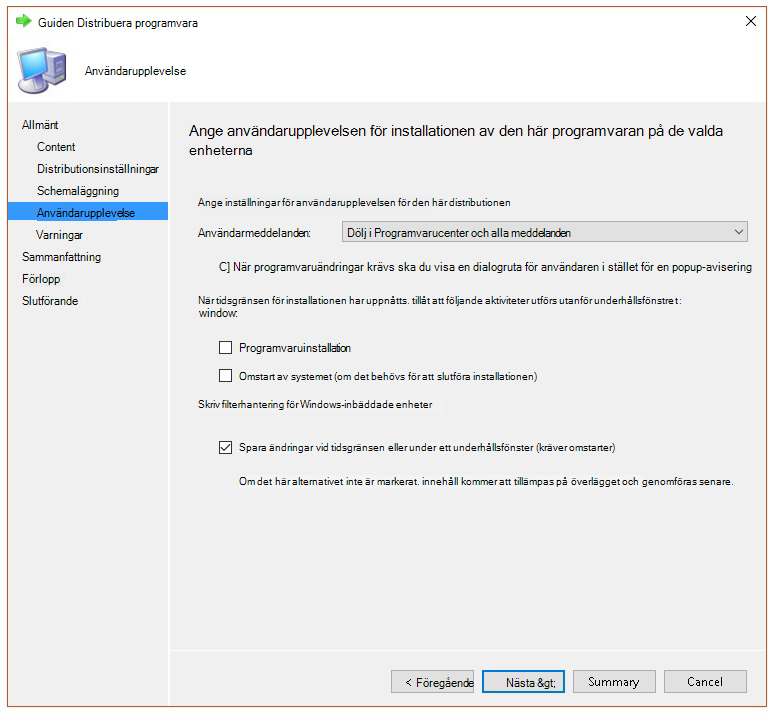 Guiden Distribuera programvara
Användarupplevelse
Allmänt
Content
Distributionsinställningar
Schemaläggning
Användarupplevelse
Varningar
Sammanfattning
Förlopp
Slutförande
Ange användarupplevelsen för installationen av den här programvaran på de valda
enheterna
Ange inställningar för användarupplevelsen för den här distributionen
Användarmeddelanden: Dölj i Programvarucenter och alla meddelanden
C] När programvaruändringar krävs ska du visa en dialogruta för användaren i stället för en popup-avisering
När tidsgränsen för installationen har uppnåtts. tillåt att följande aktiviteter utförs utanför underhållsfönstret:
window:
Programvaruinstallation
Omstart av systemet (om det behövs för att slutföra installationen)
Skriv filterhantering för Windows-inbäddade enheter
Spara ändringar vid tidsgränsen eller under ett underhållsfönster (kräver omstarter)
Om det här alternativet inte är markerat. innehåll kommer att tillämpas på överlägget och genomföras senare.
< Föregående Nästa &gt; Summary Cancel